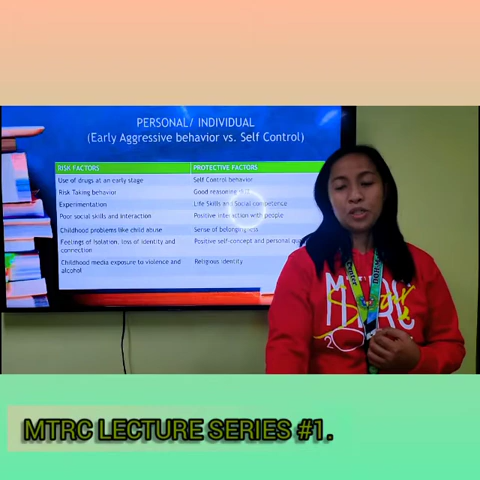 PERSONAL/ INDIVIDUAL
(Early Aggressive behavior vs. Self Control)
RISK FACTORS PROTECTIVE FACTORS
Use of drugs at an early stage Self Control behavior
Risk Taking behavior Good reasoning
Experimentation Life Skills and Social competence
Poor social skills and interaction Positive interaction with people
Childhood problems like child abuse Sense of belongingness
Feelings of isolation, loss of identity and Positive self-concept and personal
connection
Childhood media exposure to violence and Religious identity
alcohol
Center
MTRC
2
MTRC LECTURE SERIES #1.